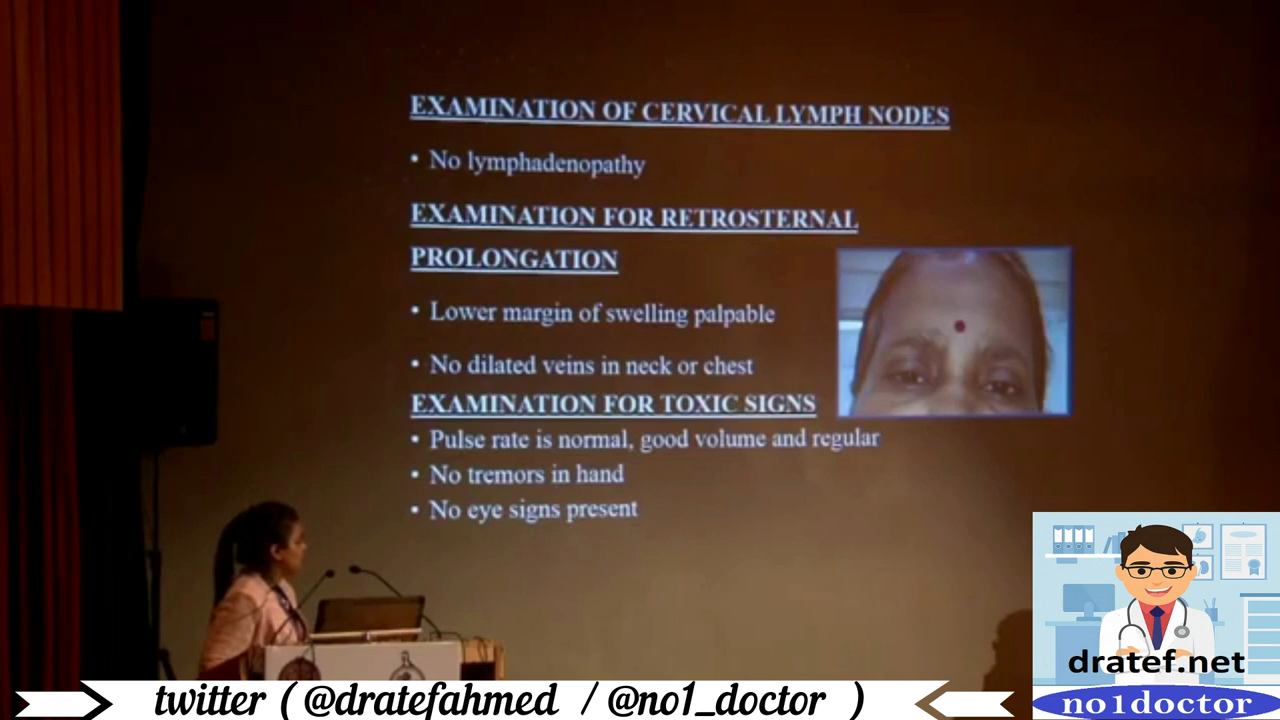 EXAMINATION OF CERVICAL LYMPH NODES
• No lymphadenopathy
EXAMINATION FOR RETROSTERNAL
PROLONGATION
• Lower margin of swelling palpable
• No dilated veins in neck or chest
EXAMINATION FOR TOXIC SIGNS
• Pulse rate is normal, good volume and regular
• No tremors in hand
• No eye signs present
dratef.net
no1doctor
twitter ( @dratefahmed / @no1_doctor )